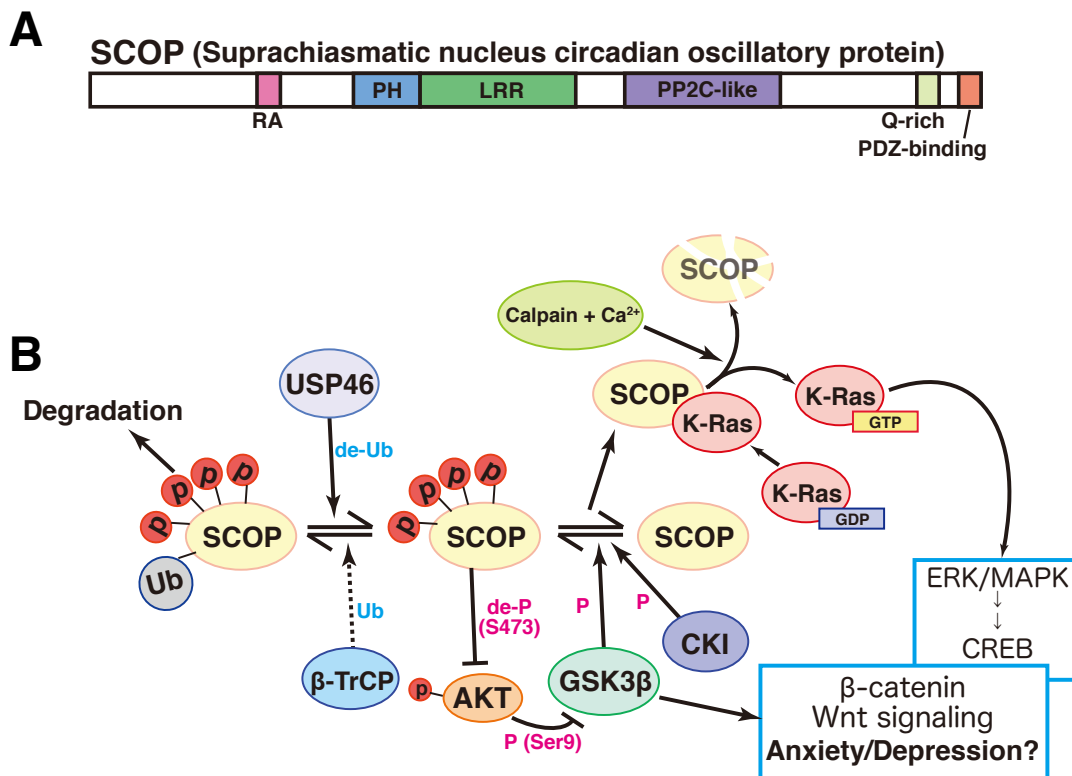 A
SCOP (Suprachiasmatic nucleus circadian oscillatory protein)
PH
LRR
PP2C-like
RA
Q-rich
PDZ-binding
B
SCOP
Calpain + Ca²⁺
USP46
SCOP
K-Ras
K-Ras
GTP
Degradation
de-Ub
K-Ras
GDP
p
p
p
p
SCOP
Ub
p
p
p
p
SCOP
SCOP
Ub
de-P
(S473)
P
P
CKI
β-TrCP
p
AKT
GSK3β
P (Ser9)
ERK/MAPK
↓
↓
CREB
β-catenin
Wnt signaling
Anxiety/Depression?